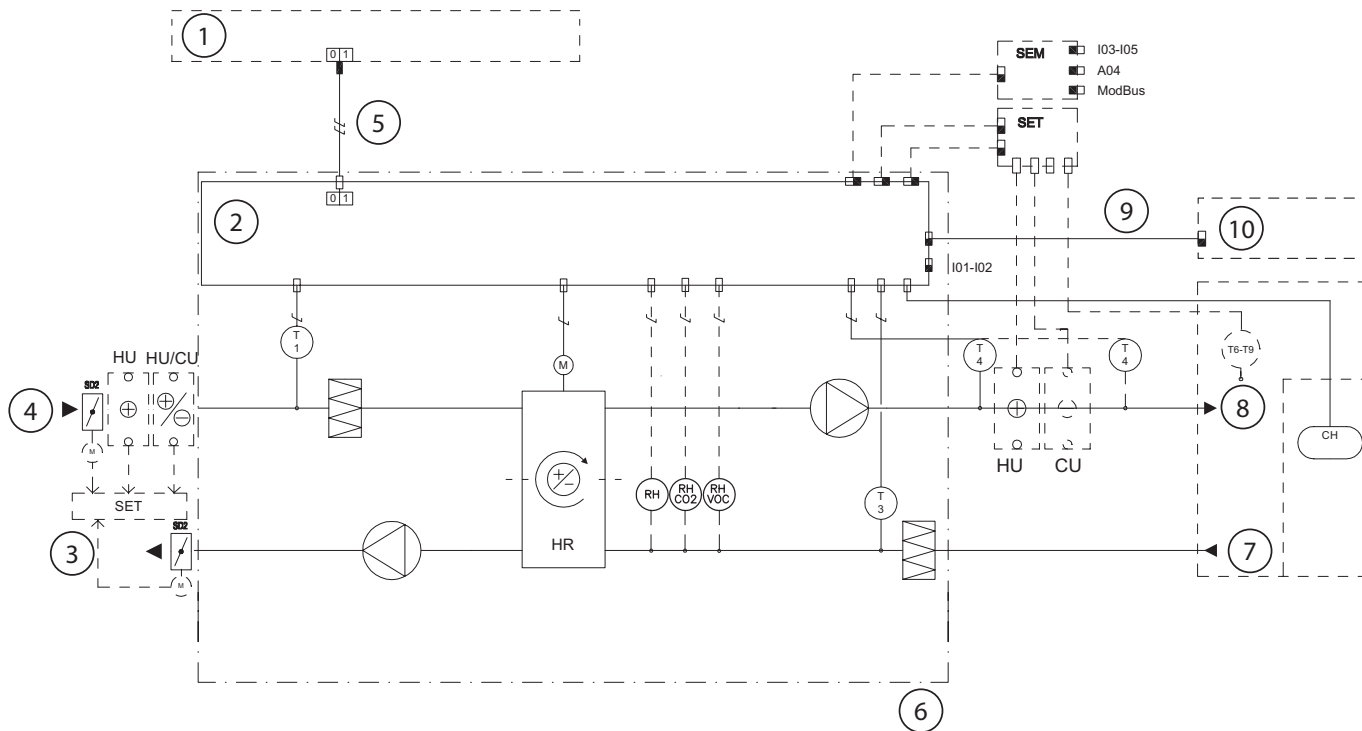 1
0 1
SEM
I03-I05
A04
ModBus
5
SET
2
0 1
9
10
I01-I02
T
1
HU
HU/CU
SD2
4
M
M
T
4
T
4
T6-T9
8
CH
HU
CU
SET
RH
RH
CO2
RH
VOC
T
3
SD2
3
HR
7
M
6